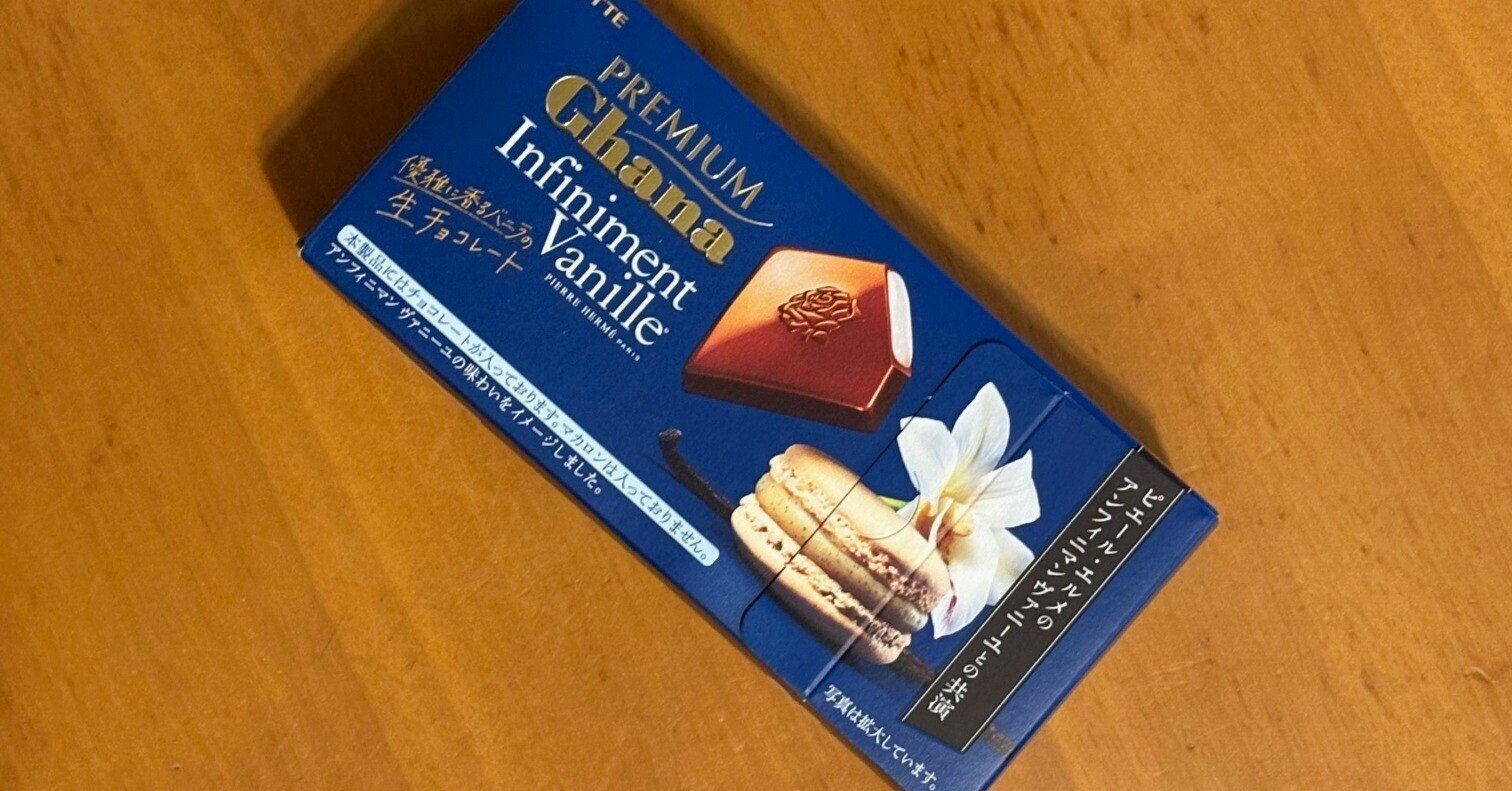 TTE
PREMIUM
Ghana
Infiniment
Vanille
PIERRE HERMÉ PARIS
優雅に香るバニラの
生チョコレート
本製品にはチョコレートが入っております。マカロンは入っておりません。
アンフィニマン ヴァニーユの味わいをイメージしました。
ピエール・エルメの
アンフィニマン ヴァニーユとの共演
写真は拡大しています。